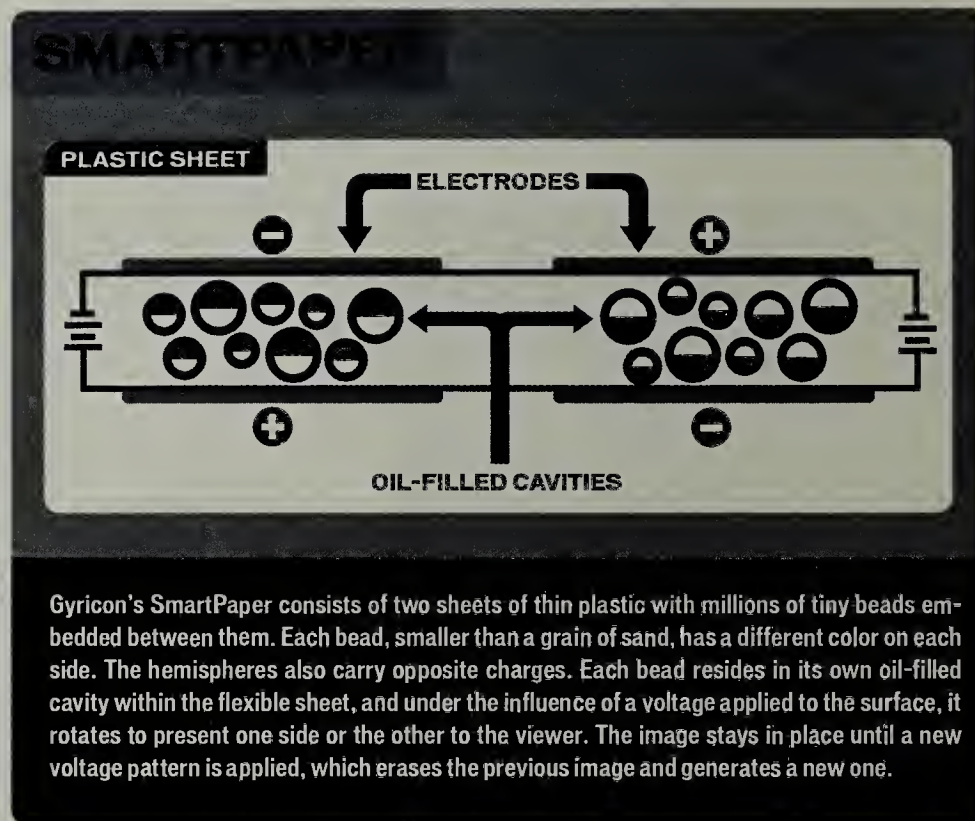 SMARTPAPER
PLASTIC SHEET
ELECTRODES
OIL-FILLED CAVITIES
Gyricon's SmartPaper consists of two sheets of thin plastic with millions of tiny beads em-
bedded between them. Each bead, smaller than a grain of sand, has a different color on each
side. The hemispheres also carry opposite charges. Each bead resides in its own oil-filled
cavity within the flexible sheet, and under the influence of a voltage applied to the surface, it
rotates to present one side or the other to the viewer. The image stays in place until a new
voltage pattern is applied, which erases the previous image and generates a new one.